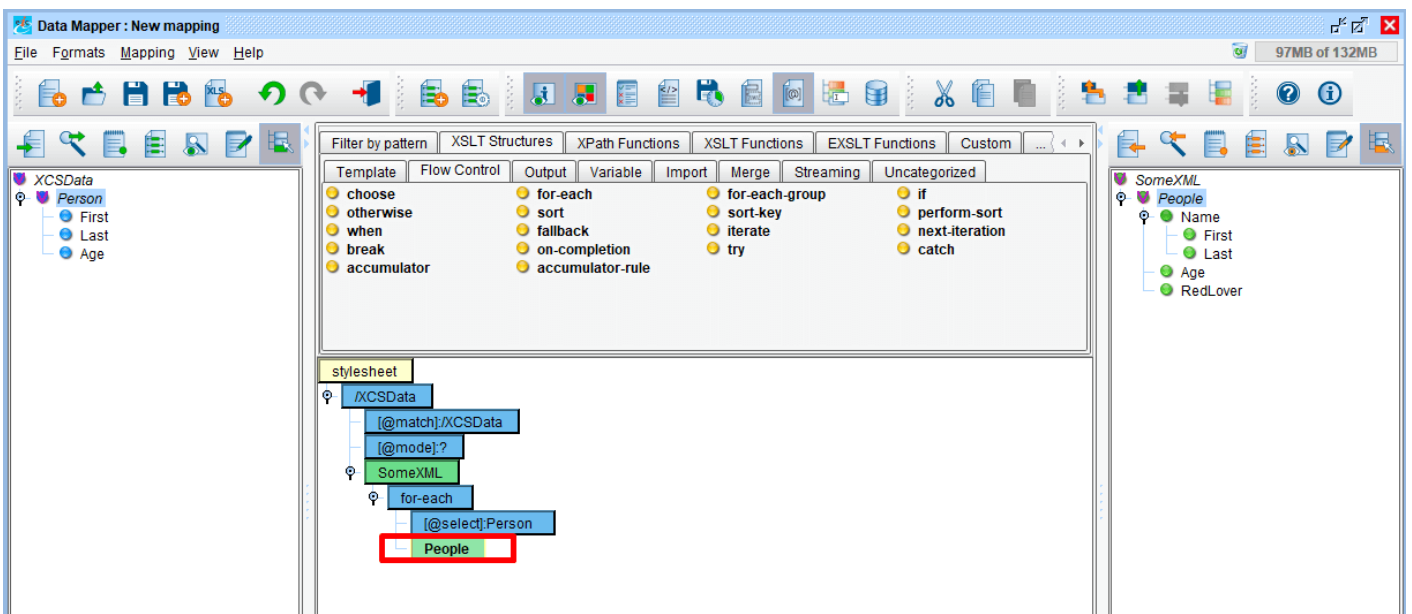 Data Mapper : New mapping
File Formats Mapping View Help
97MB of 132MB
XLS
Filter by pattern XSLT Structures XPath Functions XSLT Functions EXSLT Functions Custom ...
Template Flow Control Output Variable Import Merge Streaming Uncategorized
choose for-each for-each-group if
otherwise sort sort-key perform-sort
when fallback iterate next-iteration
break on-completion try catch
accumulator accumulator-rule
XCSData
Person
First
Last
Age
stylesheet
/XCSData
[@match]:/XCSData
[@mode]:?
SomeXML
for-each
[@select]:Person
People
SomeXML
People
Name
First
Last
Age
RedLover